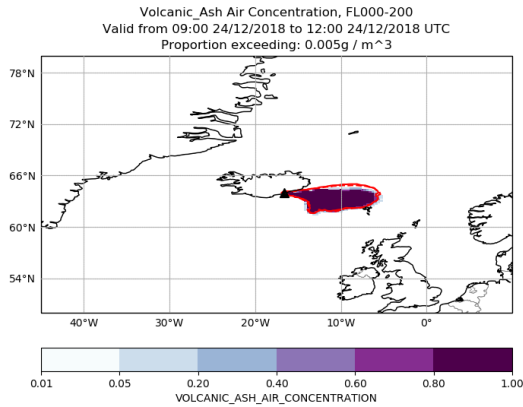 Volcanic_Ash Air Concentration, FL000-200
Valid from 09:00 24/12/2018 to 12:00 24/12/2018 UTC
Proportion exceeding: 0.005g / m^3
78°N
72°N
66°N
60°N
54°N
40°W 30°W 20°W 10°W 0°
0.01 0.05 0.20 0.40 0.60 0.80 1.00
VOLCANIC_ASH_AIR_CONCENTRATION